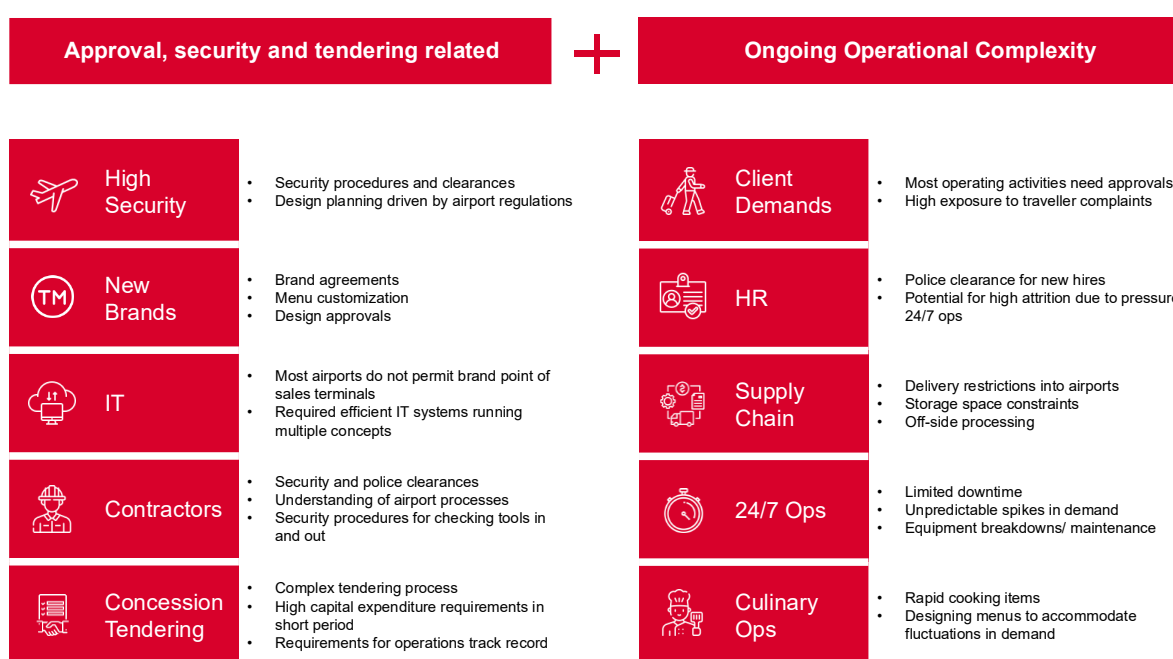 Approval, security and tendering related
Ongoing Operational Complexity
High
Security
• Security procedures and clearances
• Design planning driven by airport regulations
TM
New
Brands
• Brand agreements
• Menu customization
• Design approvals
IT
• Most airports do not permit brand point of
sales terminals
• Required efficient IT systems running
multiple concepts
Contractors
• Security and police clearances
• Understanding of airport processes
• Security procedures for checking tools in
and out
Concession
Tendering
• Complex tendering process
• High capital expenditure requirements in
short period
• Requirements for operations track record
Client
Demands
• Most operating activities need approvals
• High exposure to traveller complaints
HR
• Police clearance for new hires
• Potential for high attrition due to pressure
24/7 ops
Supply
Chain
• Delivery restrictions into airports
• Storage space constraints
• Off-side processing
24/7 Ops
• Limited downtime
• Unpredictable spikes in demand
• Equipment breakdowns/ maintenance
Culinary
Ops
• Rapid cooking items
• Designing menus to accommodate
fluctuations in demand